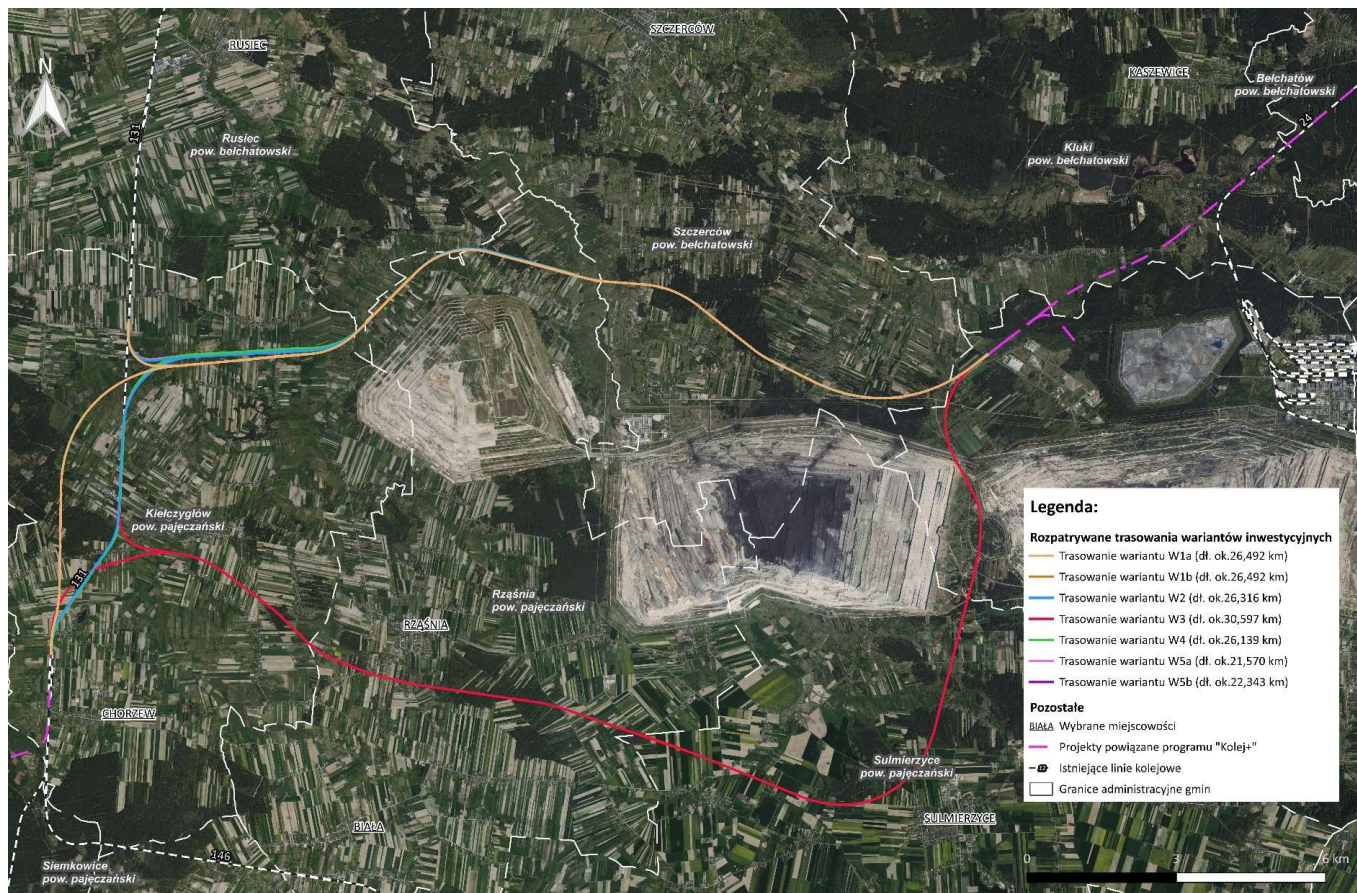 SZCZERCÓW
RUSIEC
KASZEWICE
N
Bełchatów
pow. bełchatowski
24
131
Rusiec
pow. bełchatowski
Kluki
pow. bełchatowski
Szczerców
pow. bełchatowski
Kiełczygłów
pow. pajęczański
131
Rząśnia
pow. pajęczański
RZĄŚNIA
CHORZEW
Sulmierzyce
pow. pajęczański
SULMIERZYCE
BIAŁA
146
Siemkowice
pow. pajęczański
Legenda:
Rozpatrywane trasowania wariantów inwestycyjnych
Trasowanie wariantu W1a (dł. ok.26,492 km)
Trasowanie wariantu W1b (dł. ok.26,492 km)
Trasowanie wariantu W2 (dł. ok.26,316 km)
Trasowanie wariantu W3 (dł. ok.30,597 km)
Trasowanie wariantu W4 (dł. ok.26,139 km)
Trasowanie wariantu W5a (dł. ok.21,570 km)
Trasowanie wariantu W5b (dł. ok.22,343 km)
Pozostałe
BIAŁA Wybrane miejscowości
Projekty powiązane programu "Kolej+"
Istniejące linie kolejowe
Granice administracyjne gmin
0 3 6 km